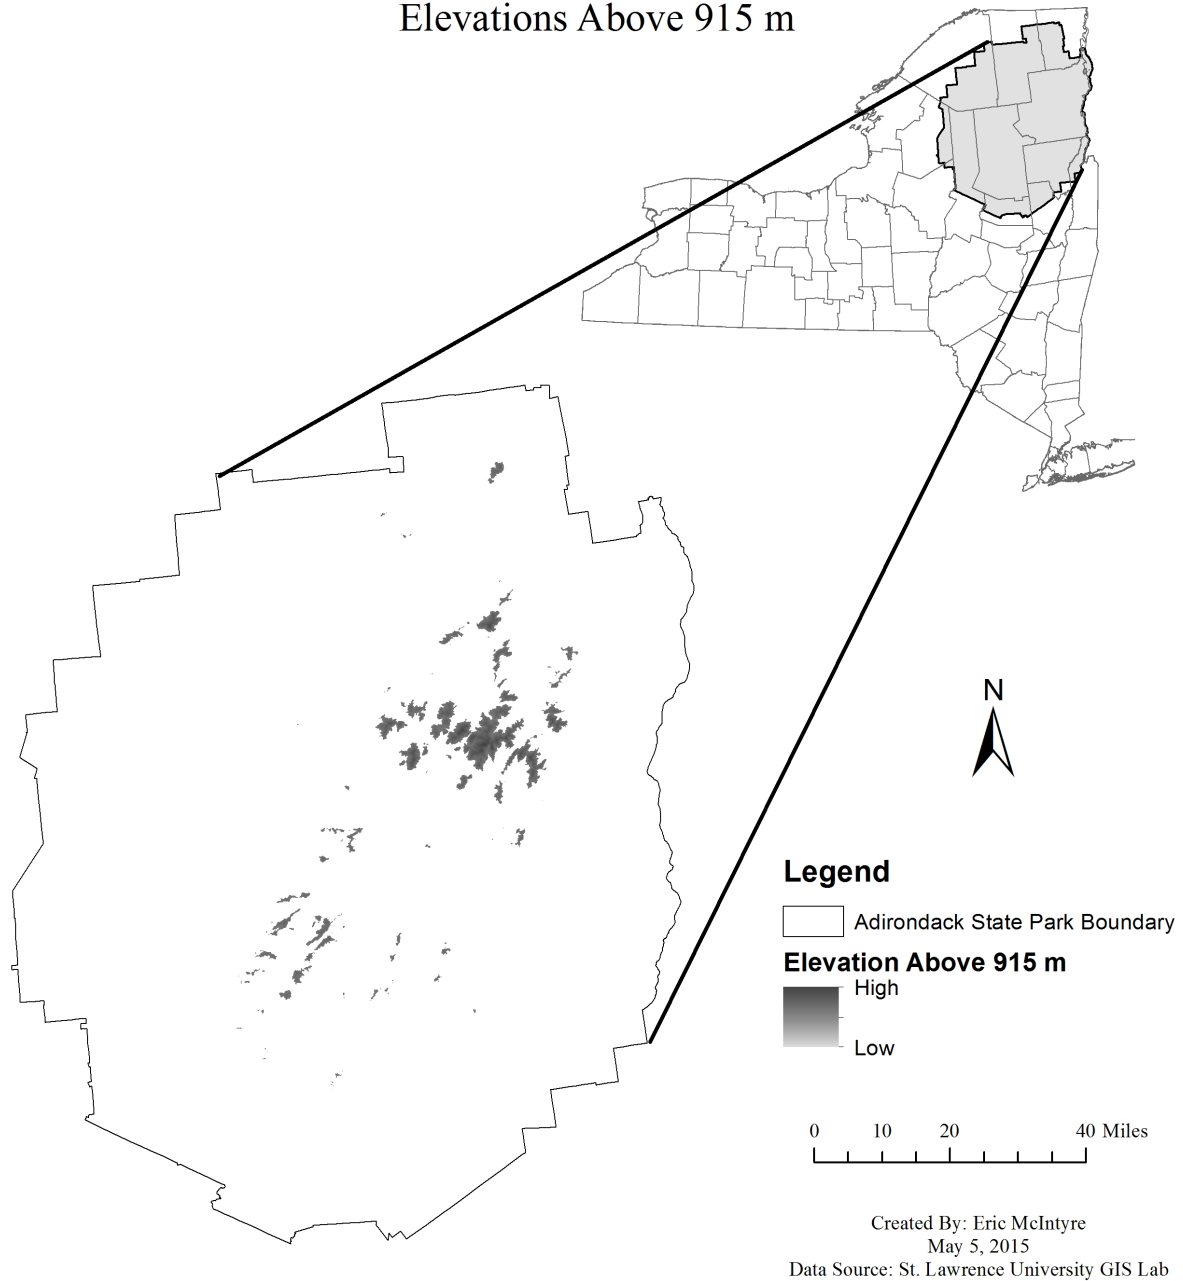 Elevations Above 915 m
N
Legend
Adirondack State Park Boundary
Elevation Above 915 m
High
Low
0 10 20 40 Miles
Created By: Eric McIntyre
May 5, 2015
Data Source: St. Lawrence University GIS Lab